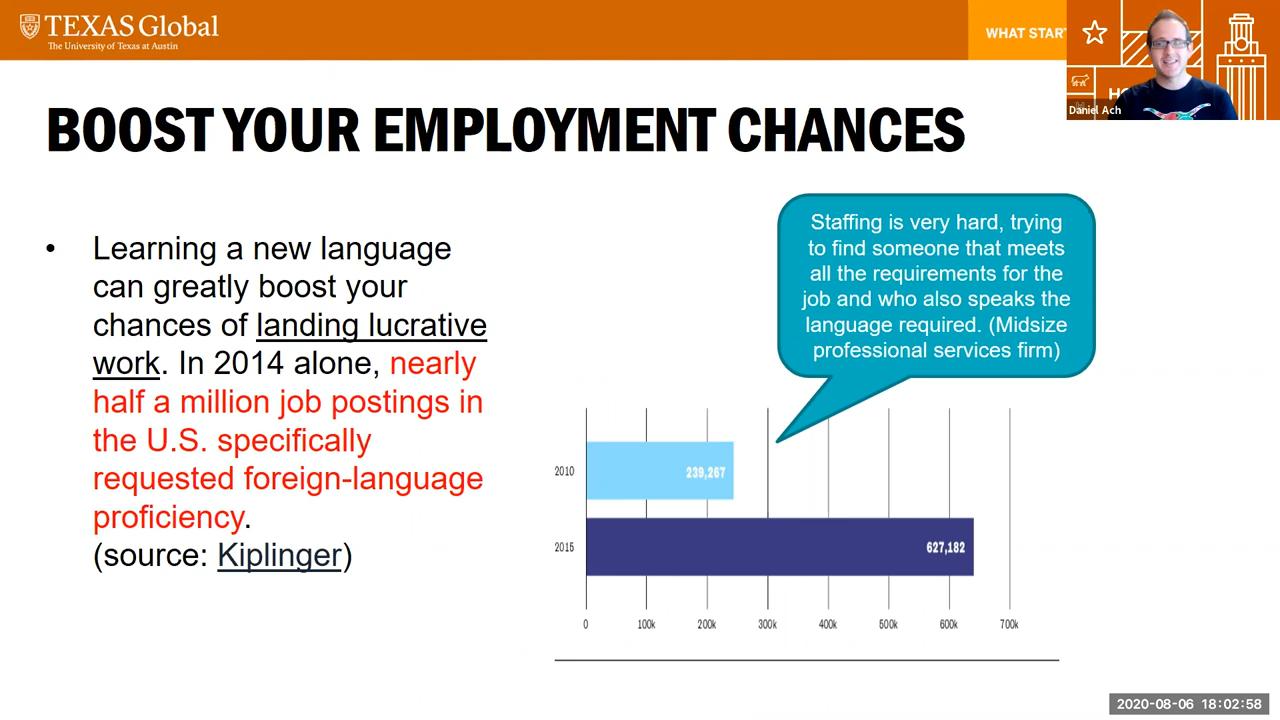 TEXAS Global
The University of Texas at Austin
WHAT STAR
Daniel Ach
BOOST YOUR EMPLOYMENT CHANCES
• Learning a new language
can greatly boost your
chances of landing lucrative
work. In 2014 alone, nearly
half a million job postings in
the U.S. specifically
requested foreign-language
proficiency.
(source: Kiplinger)
Staffing is very hard, trying
to find someone that meets
all the requirements for the
job and who also speaks the
language required. (Midsize
professional services firm)
2010
239,267
2015
627,182
0 100k 200k 300k 400k 500k 600k 700k
2020-08-06 18:02:58